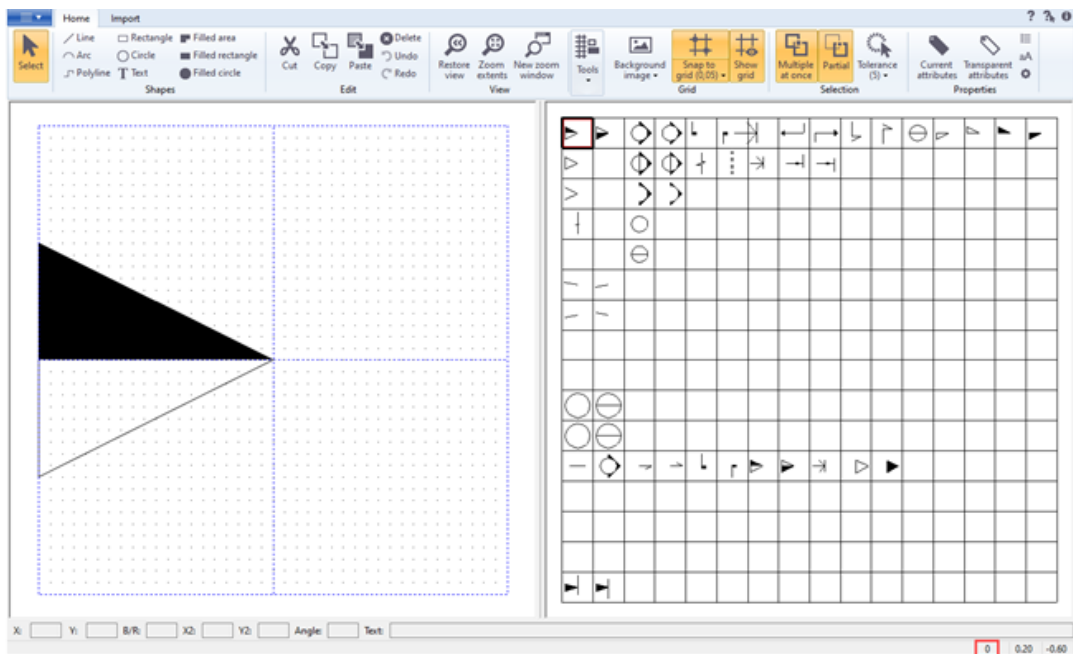 Home Import
Select
Line
Arc
Polyline
Rectangle
Circle
Text
Filled area
Filled rectangle
Filled circle
Shapes
Cut
Copy
Paste
Delete
Undo
Redo
Edit
Restore view
Zoom extents
New zoom window
View
Tools
Background image
Snap to grid (0,05)
Show grid
Grid
Multiple at once
Partial
Tolerance (5)
Selection
Current attributes
Transparent attributes
aA
Properties
X: Y: B/R: X2: Y2: Angle: Text:
0 0.20 -0.60